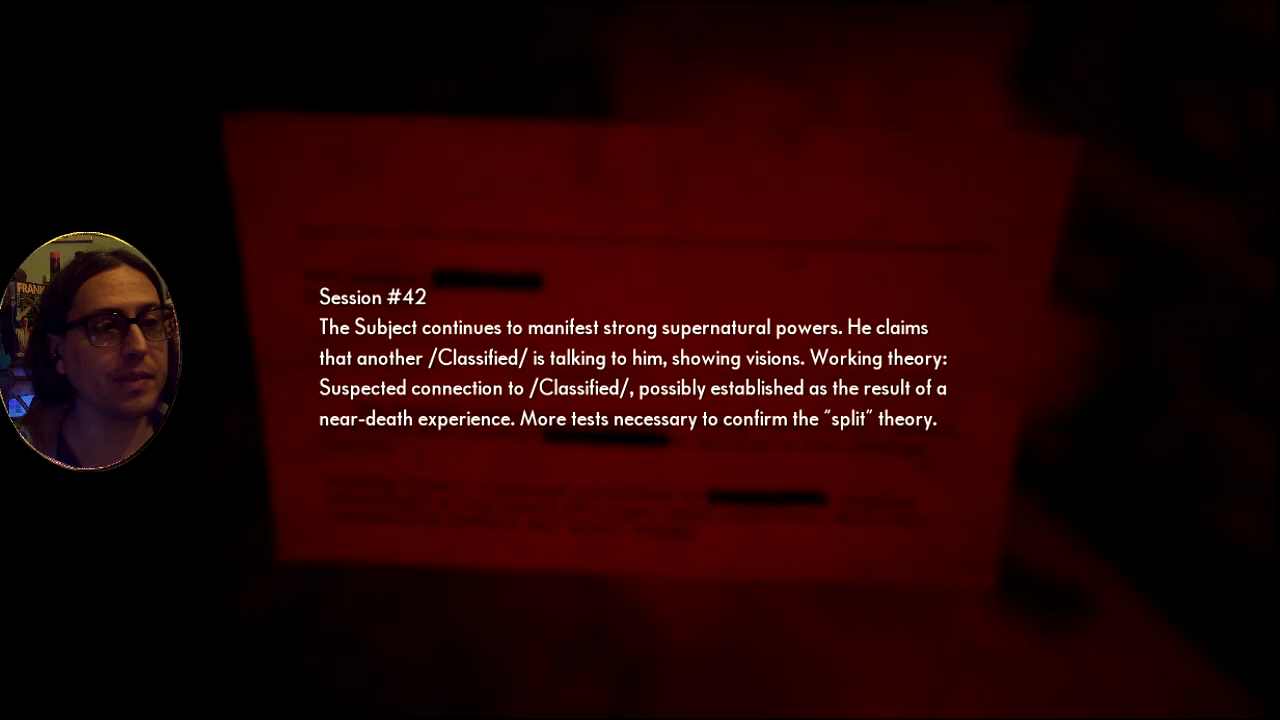 Session #42
The Subject continues to manifest strong supernatural powers. He claims
that another /Classified/ is talking to him, showing visions. Working theory:
Suspected connection to /Classified/, possibly established as the result of a
near-death experience. More tests necessary to confirm the "split" theory.
FRANK